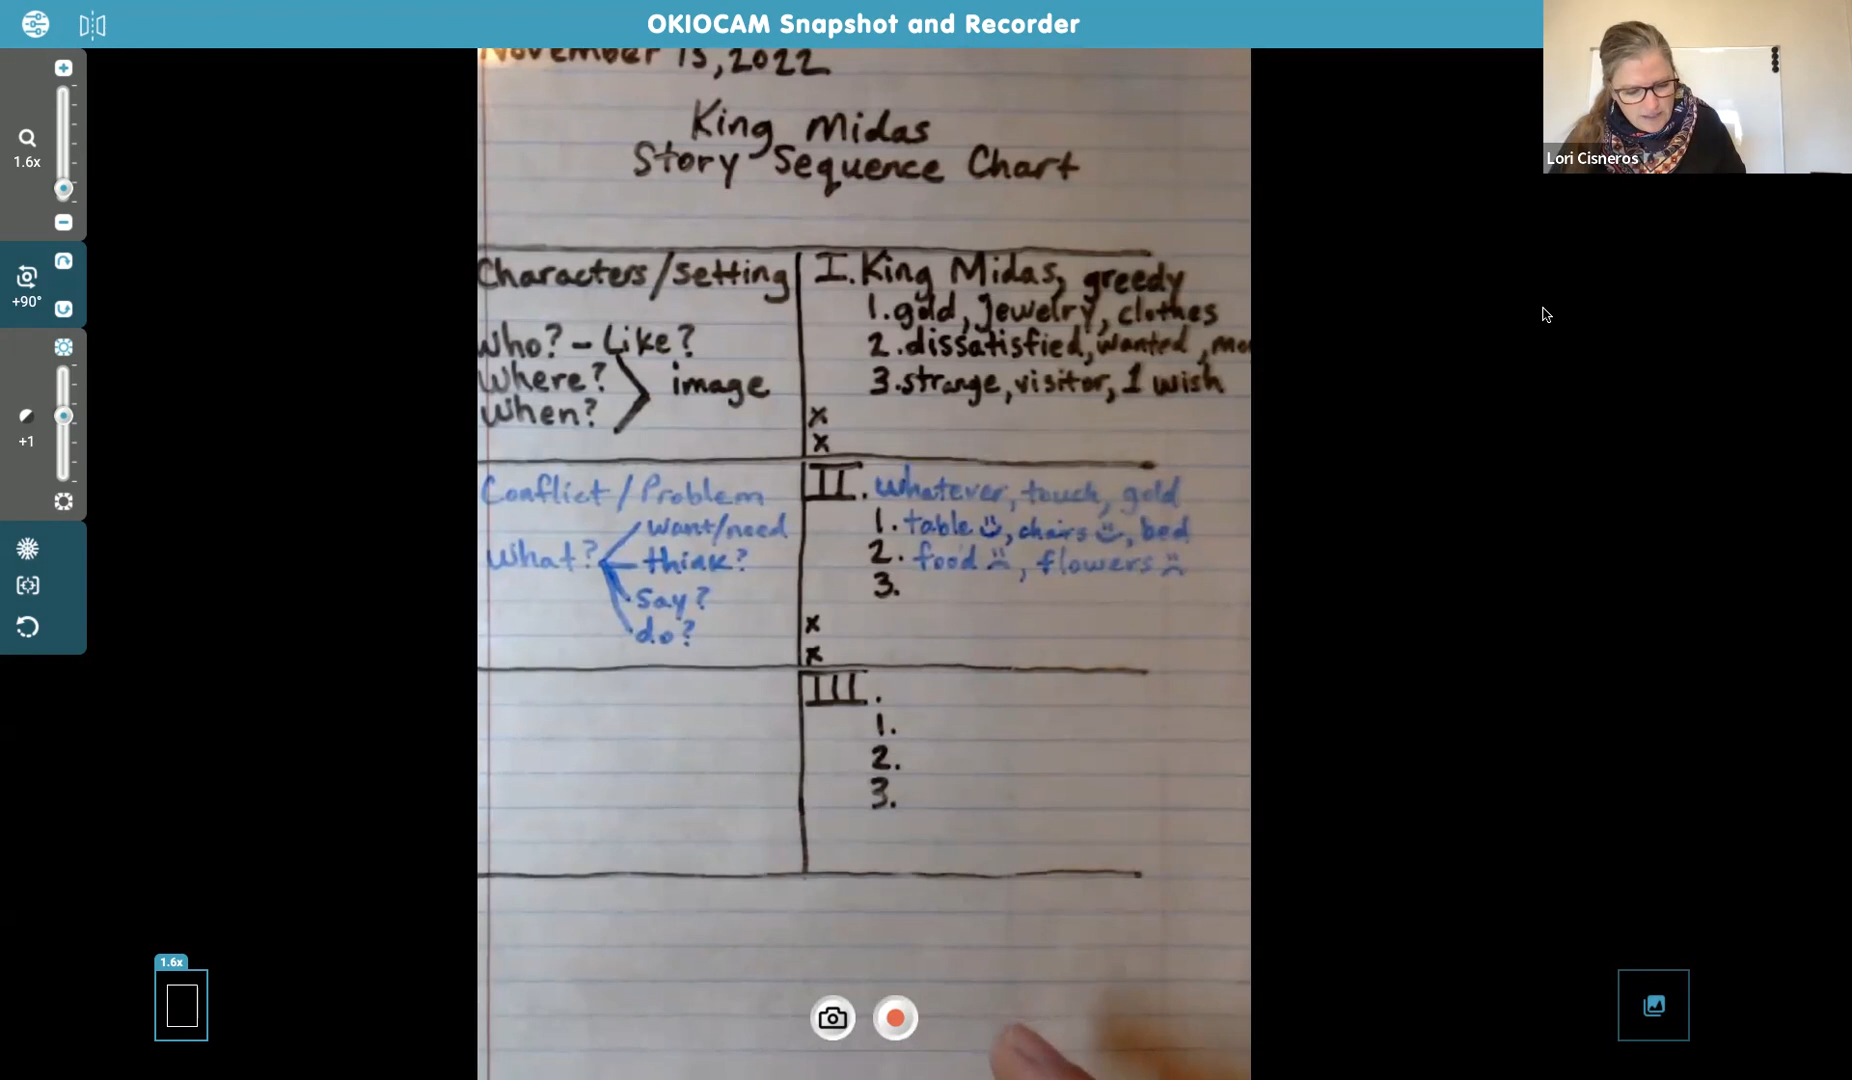 OKIOCAM Snapshot and Recorder
Lori Cisneros
1.6x
+90°
+1
1.6x
November 15, 2022
King Midas
Story Sequence Chart
Characters/setting
Who? - Like?
Where?
When?
image
I. King Midas, greedy
1. gold, jewelry, clothes
2. dissatisfied, wanted, mo
3. strange, visitor, 1 wish
x
x
Conflict/Problem
What?
want/need
think?
say?
do?
II. Whatever, touch, gold
1. table, chairs, bed
2. food, flowers
3.
x
x
III.
1.
2.
3.